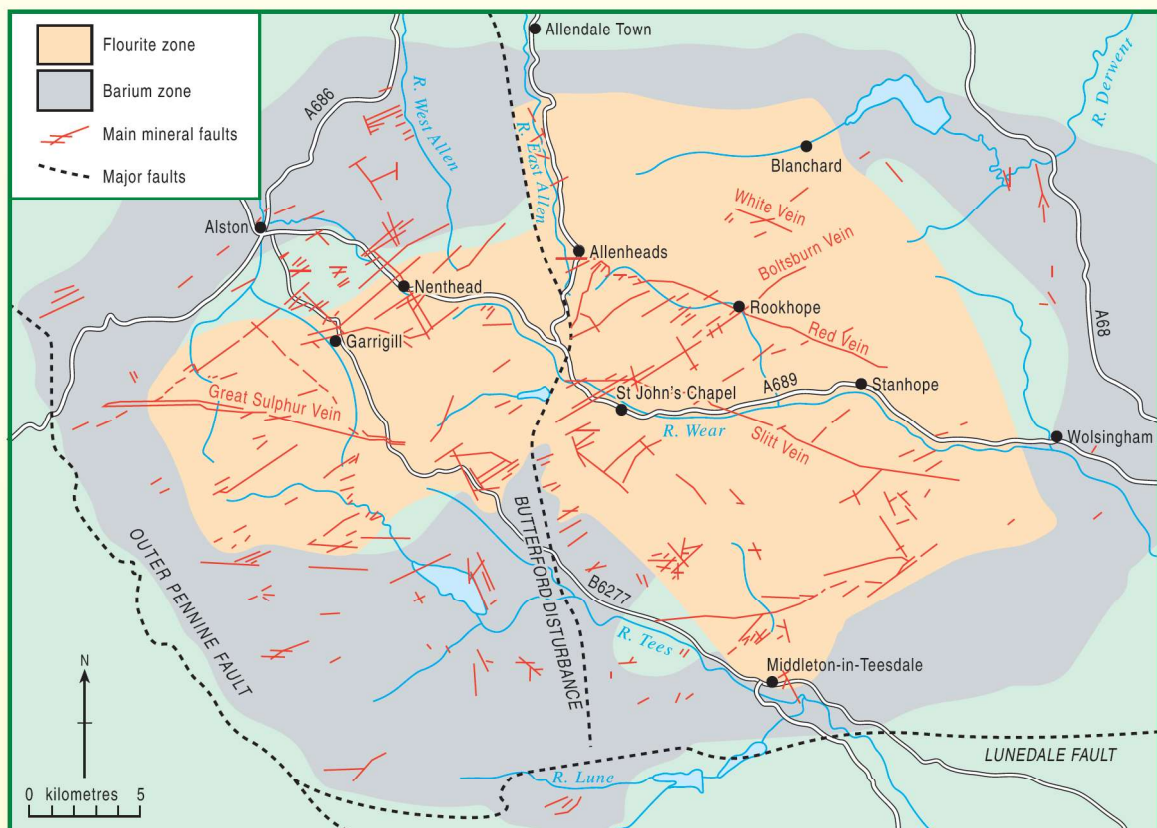 Flourite zone
Barium zone
Main mineral faults
Major faults
Allendale Town
R. Derwent
A686
R. West Allen
R. East Allen
Blanchard
White Vein
Alston
Allenheads
Boltsburn Vein
Nenthead
Rookhope
A68
Garrigill
Red Vein
Great Sulphur Vein
A689
Stanhope
St John's Chapel
R. Wear
Slitt Vein
Wolsingham
OUTER PENNINE FAULT
BUTTERFORD DISTURBANCE
B6277
R. Tees
Middleton-in-Teesdale
N
LUNEDALE FAULT
R. Lune
0 kilometres 5